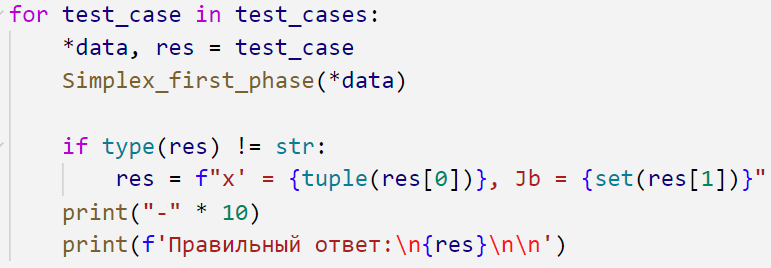 for test_case in test_cases:
    *data, res = test_case
    Simplex_first_phase(*data)

    if type(res) != str:
        res = f"x' = {tuple(res[0])}, Jb = {set(res[1])}"
    print("-" * 10)
    print(f'Правильный ответ:\n{res}\n\n')